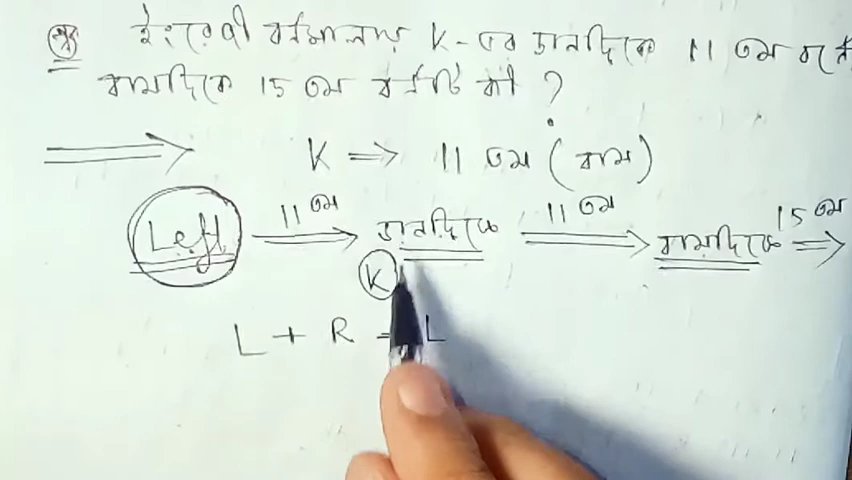 ইংরেজী বর্ণমালায় K-এর ডানদিকে 11 তম
বামদিকে 15 তম বর্ণটি কী ?
K ⇒ 11 তম (বাম)
Left 11 তম → ডানদিকে 11 তম ⇒ বামদিকে 15 তম ⇒
K
L + R - L